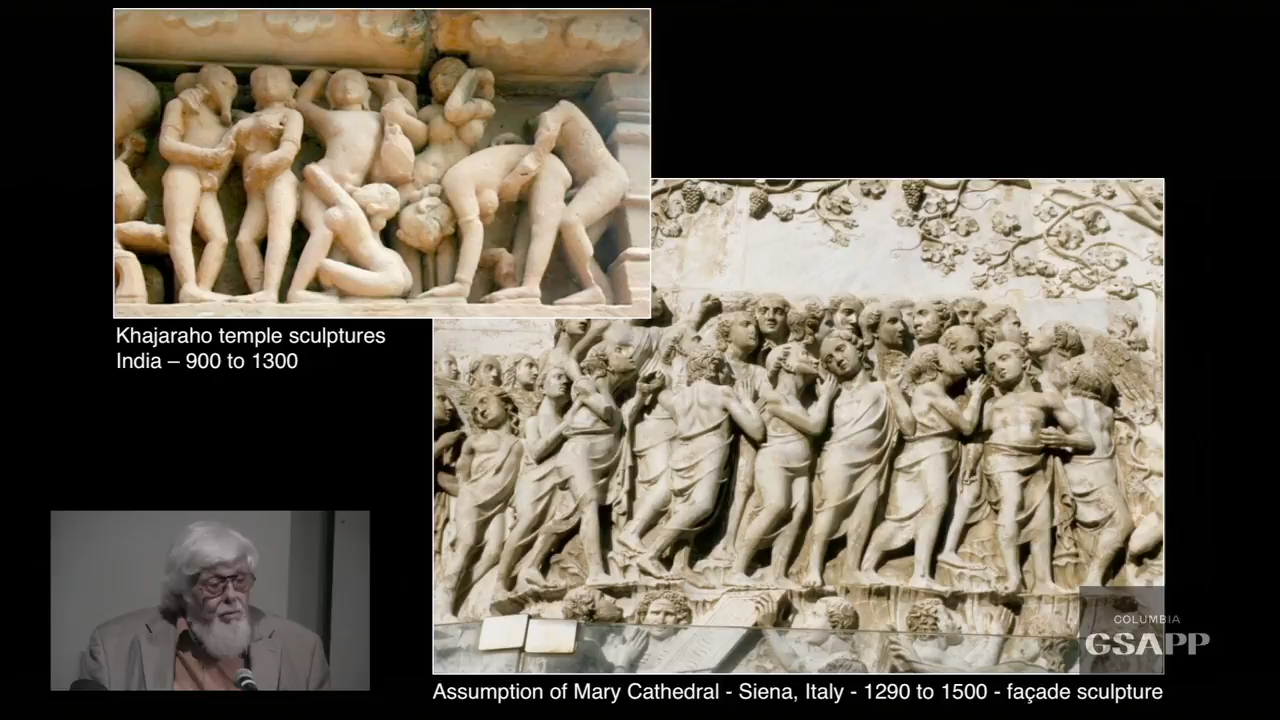 Khajaraho temple sculptures
India – 900 to 1300
COLUMBIA
GSAPP
Assumption of Mary Cathedral - Siena, Italy - 1290 to 1500 - façade sculpture